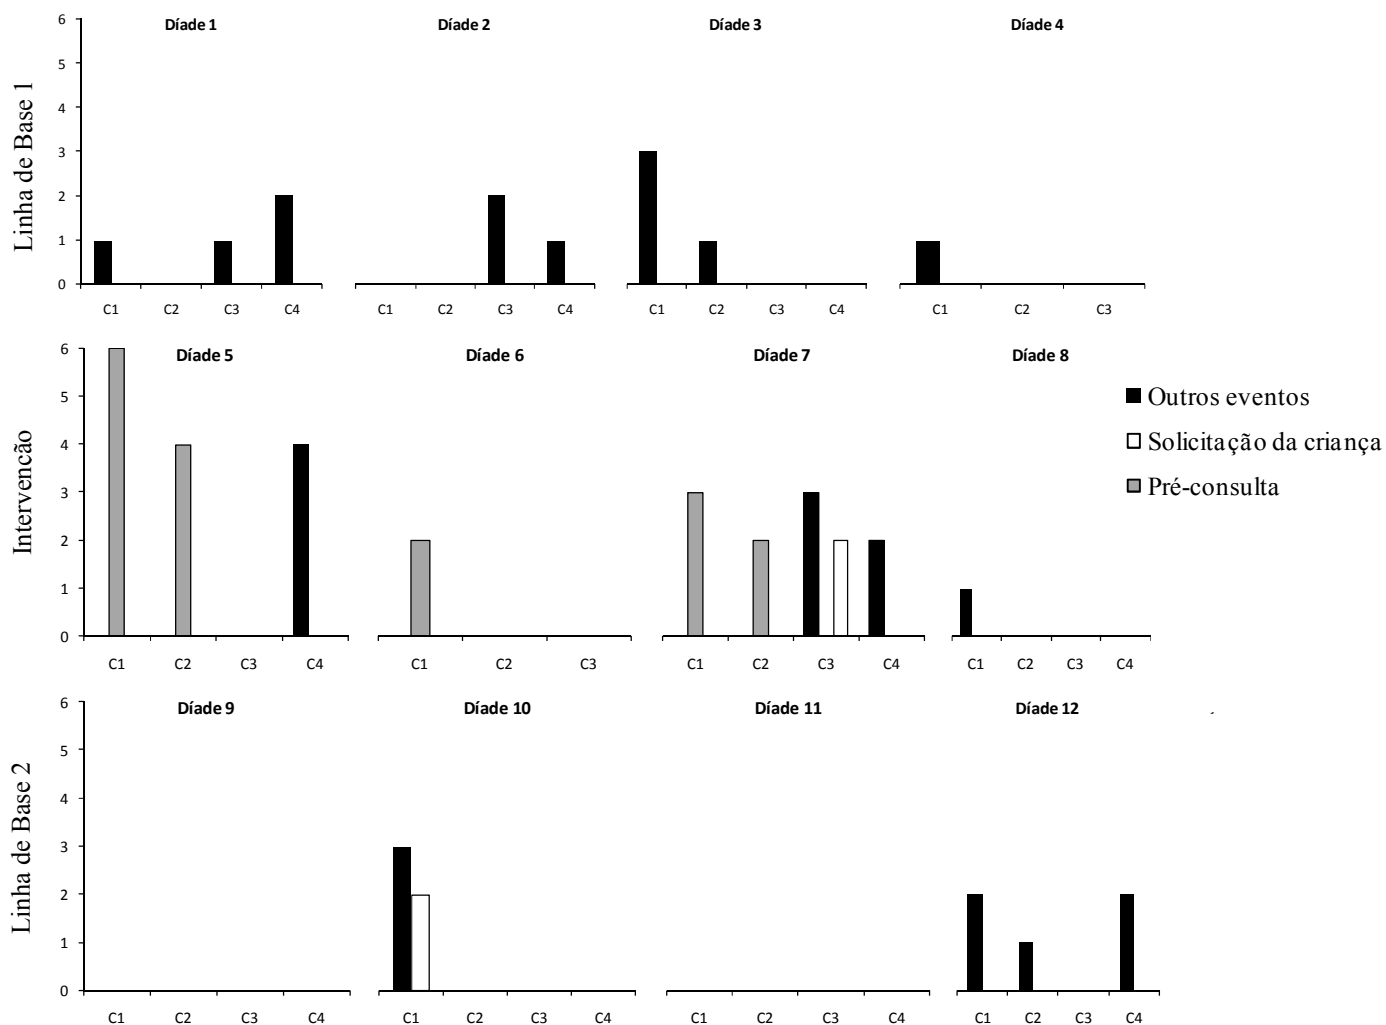 Díade 1 Díade 2 Díade 3 Díade 4
Linha de Base 1
6
5
4
3
2
1
0
C1 C2 C3 C4 C1 C2 C3 C4 C1 C2 C3 C4 C1 C2 C3
Díade 5 Díade 6 Díade 7 Díade 8
Intervencão
6
5
4
3
2
1
0
C1 C2 C3 C4 C1 C2 C3 C1 C2 C3 C4 C1 C2 C3 C4
Outros eventos
Solicitação da criança
Pré-consulta
Díade 9 Díade 10 Díade 11 Díade 12
Linha de Base 2
6
5
4
3
2
1
0
C1 C2 C3 C4 C1 C2 C3 C4 C1 C2 C3 C4 C1 C2 C3 C4